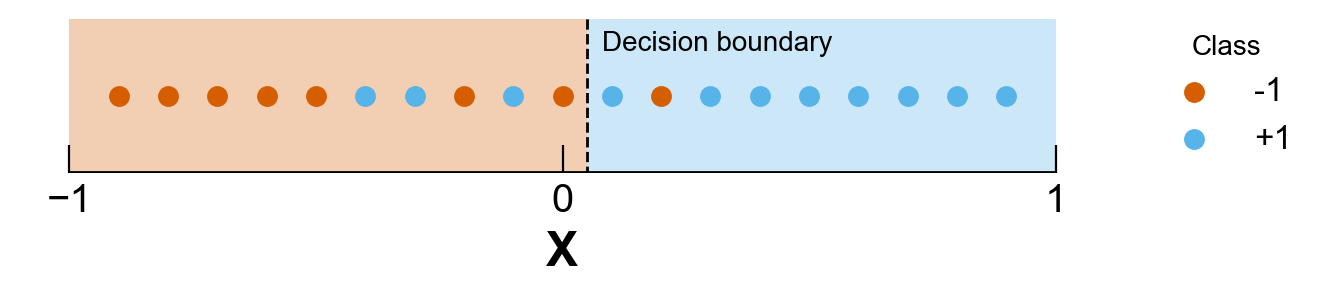 Decision boundary
Class
-1
+1
−1
0
1
X